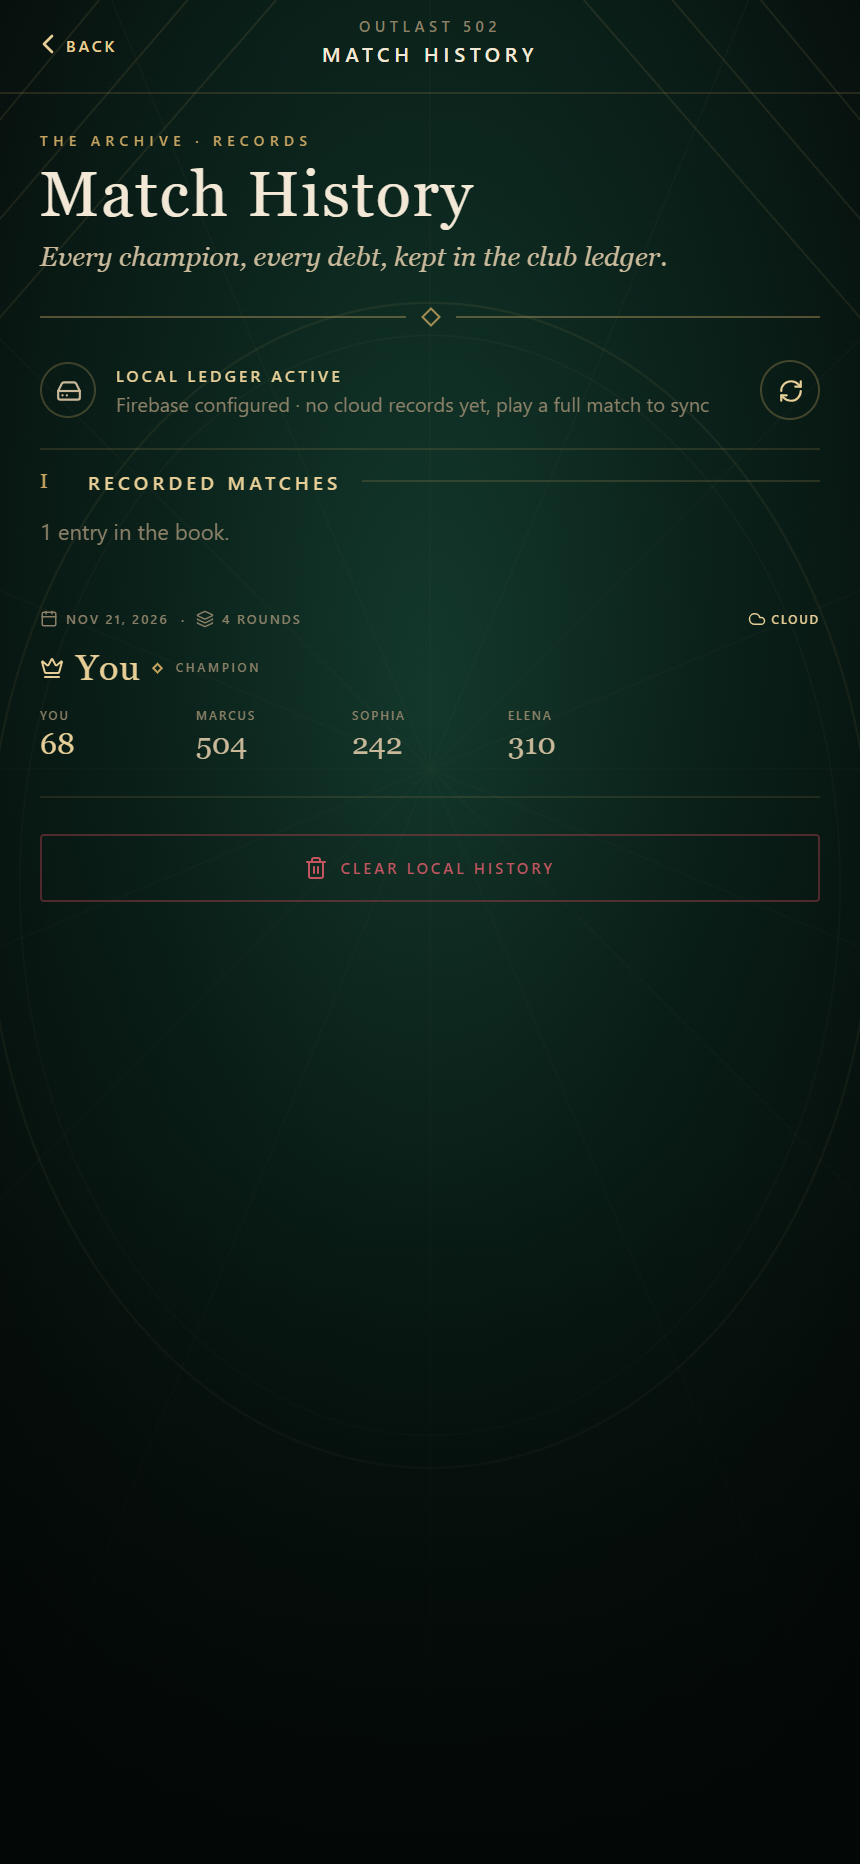 BACK
OUTLAST 502
MATCH HISTORY
THE ARCHIVE · RECORDS
Match History
Every champion, every debt, kept in the club ledger.
LOCAL LEDGER ACTIVE
Firebase configured · no cloud records yet, play a full match to sync
I RECORDED MATCHES
1 entry in the book.
NOV 21, 2026 · 4 ROUNDS CLOUD
You CHAMPION
YOU MARCUS SOPHIA ELENA
68 504 242 310
CLEAR LOCAL HISTORY